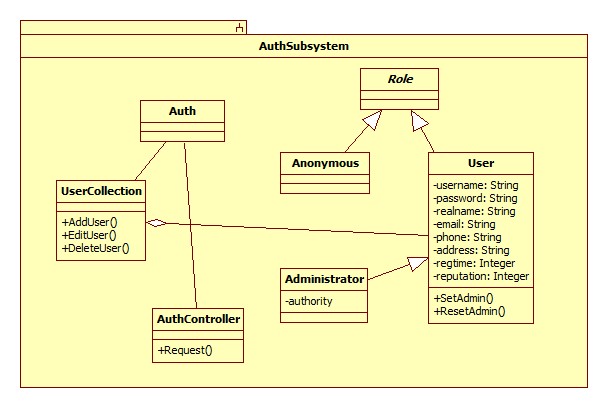 AuthSubsystem
Role
Auth
Anonymous
User
-username: String
-password: String
-realname: String
-email: String
-phone: String
-address: String
-regtime: Integer
-reputation: Integer
+SetAdmin()
+ResetAdmin()
UserCollection
+AddUser()
+EditUser()
+DeleteUser()
Administrator
-authority
AuthController
+Request()